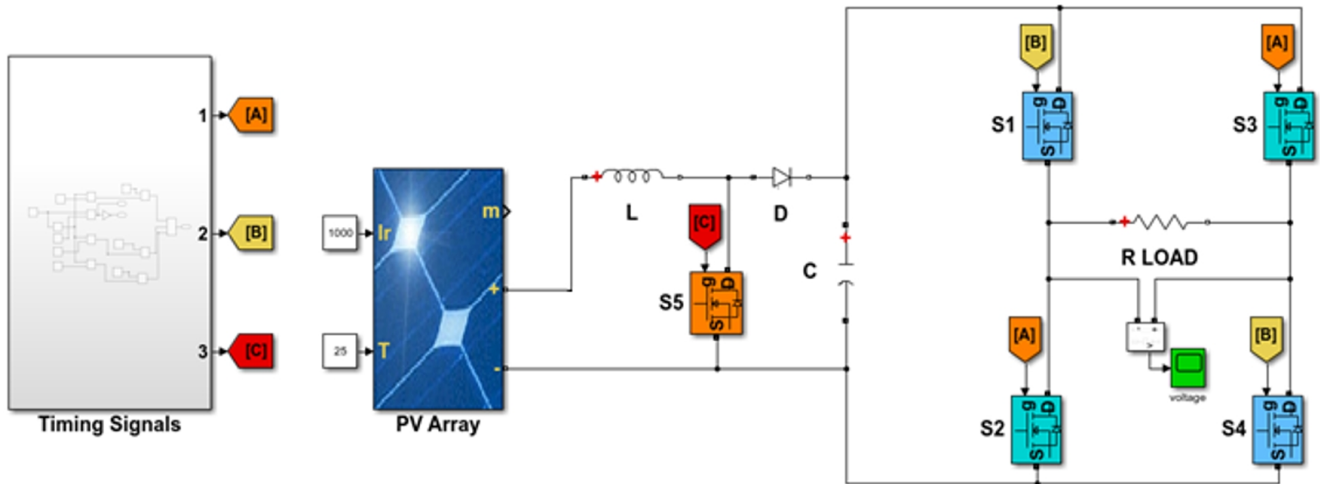 1
[A]
2
[B]
3
[C]
Timing Signals
1000
Ir
25
T
m
+
-
PV Array
+
L
D
[C]
S5
g
D
S
+
C
[B]
S1
g
D
S
[A]
S3
g
D
S
+
R LOAD
[A]
S2
g
D
S
voltage
[B]
S4
g
D
S